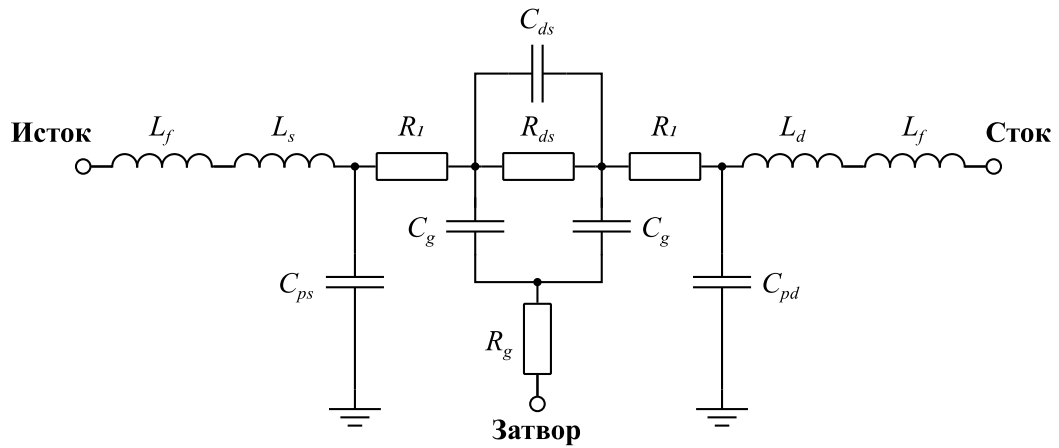 C_ds
Исток L_f L_s R_1 R_ds R_1 L_d L_f Сток
C_g C_g
C_ps C_pd
R_g
Затвор